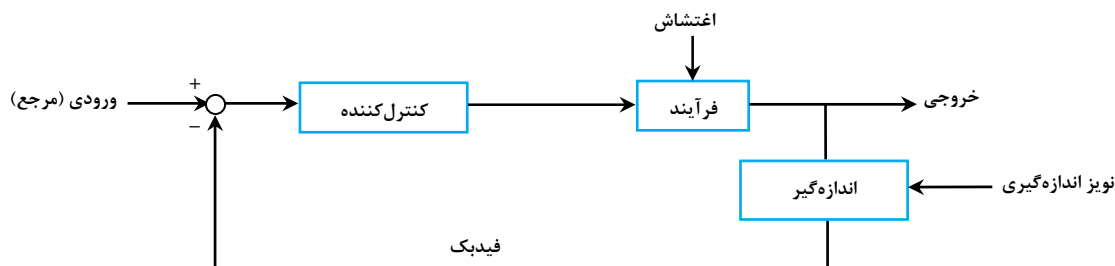 اغتشاش
+
ورودی (مرجع)
کنترل‌کننده
فرآیند
خروجی
−
اندازه‌گیر
نویز اندازه‌گیری
فیدبک